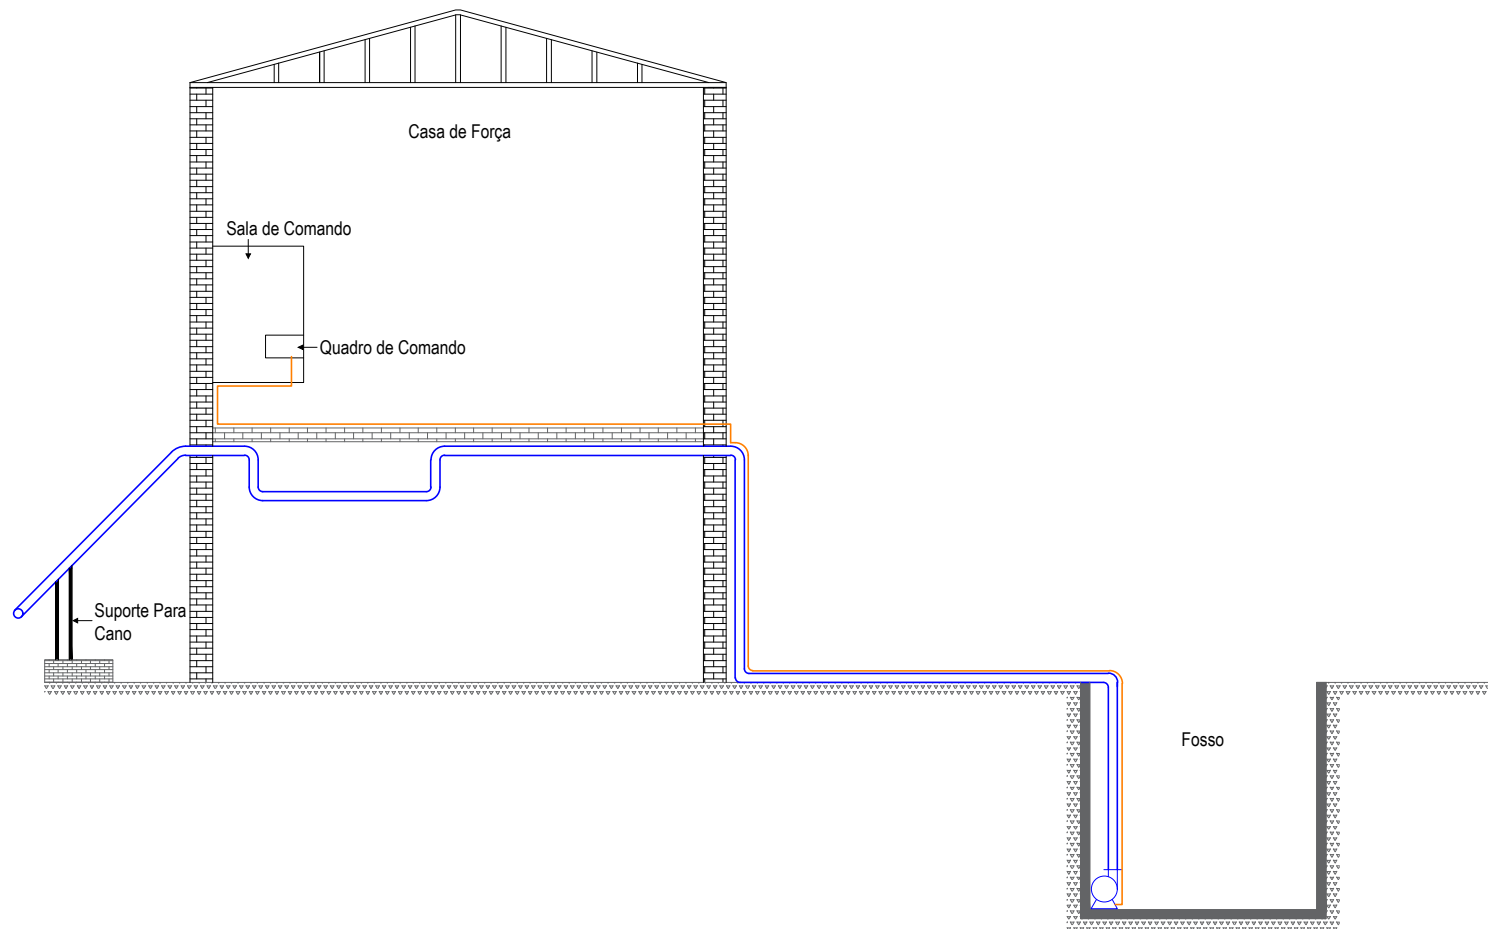 Casa de Força
Sala de Comando
Quadro de Comando
Suporte Para
Cano
Fosso